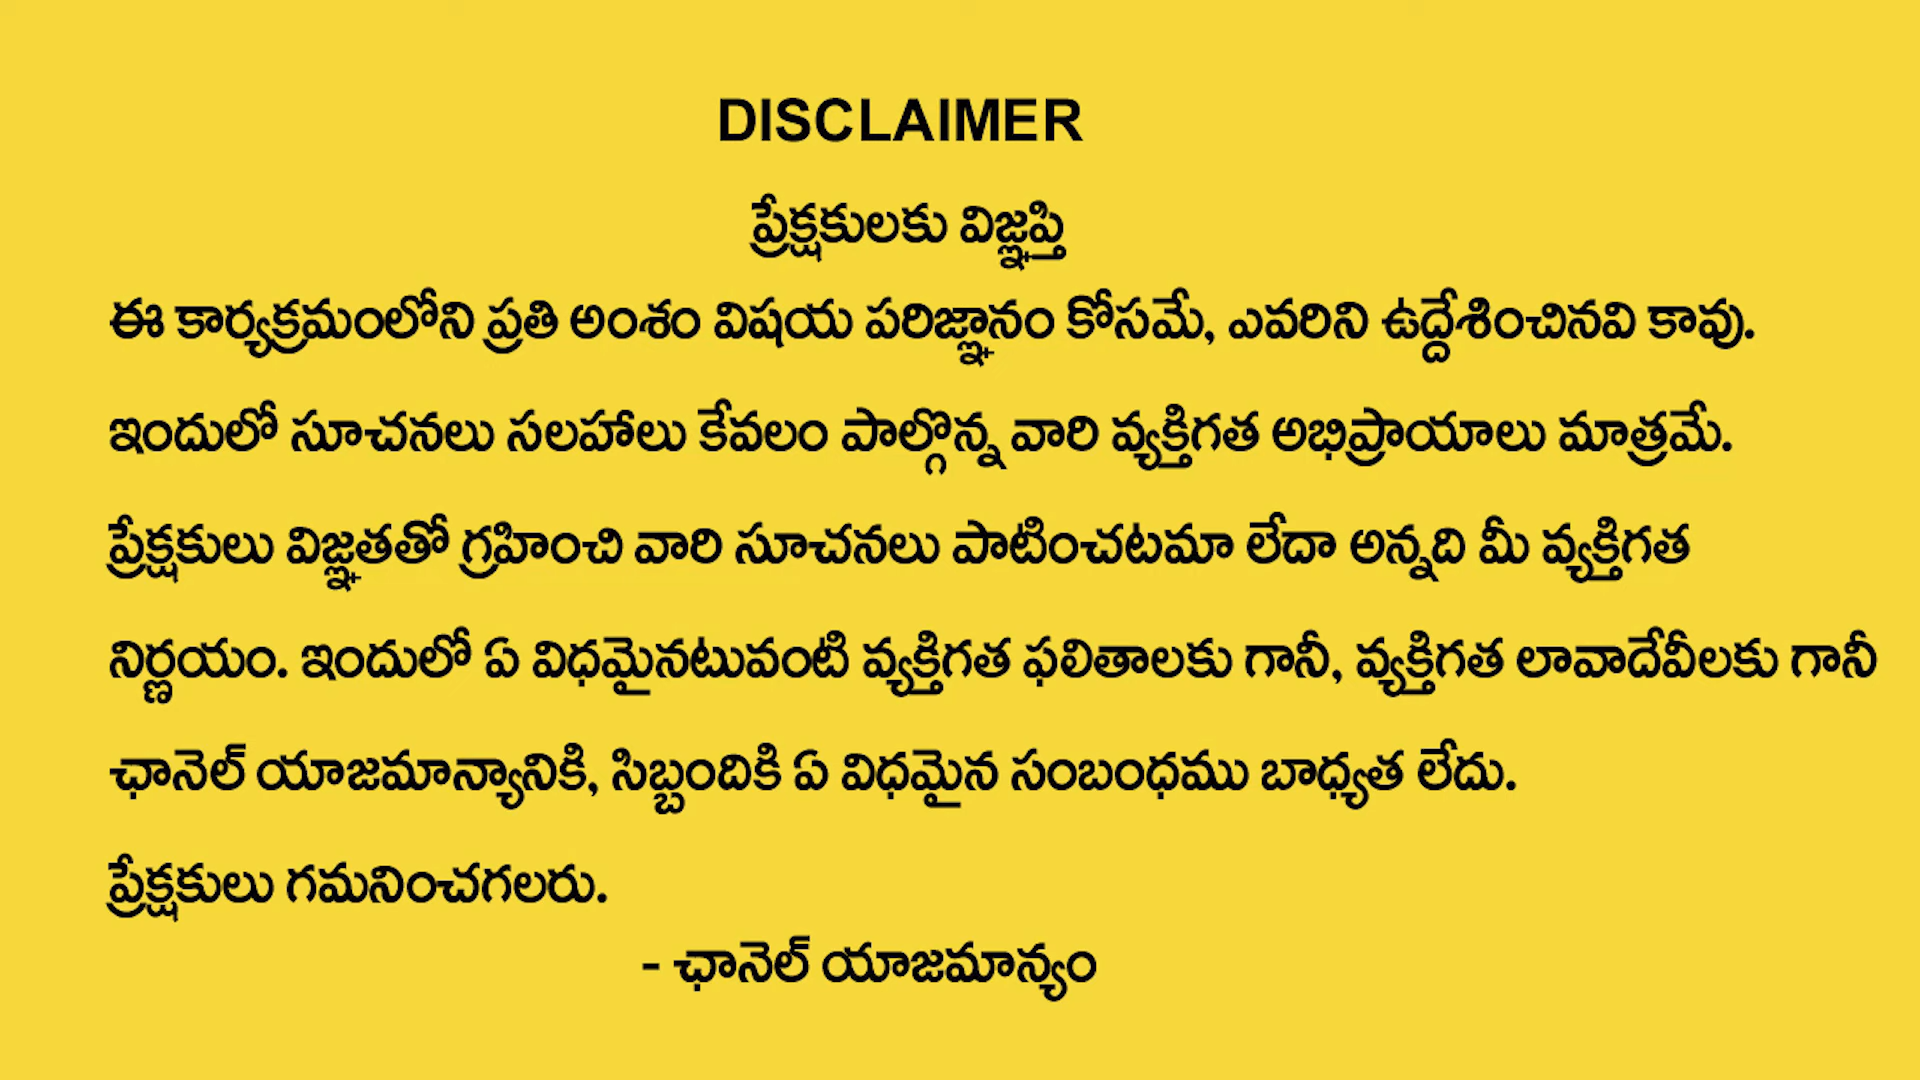 DISCLAIMER
ప్రేక్షకులకు విజ్ఞప్తి
ఈ కార్యక్రమంలోని ప్రతి అంశం విషయ పరిజ్ఞానం కోసమే, ఎవరిని ఉద్దేశించినవి కావు.
ఇందులో సూచనలు సలహాలు కేవలం పాల్గొన్న వారి వ్యక్తిగత అభిప్రాయాలు మాత్రమే.
ప్రేక్షకులు విజ్ఞతతో గ్రహించి వారి సూచనలు పాటించటమా లేదా అన్నది మీ వ్యక్తిగత
నిర్ణయం. ఇందులో ఏ విధమైనటువంటి వ్యక్తిగత ఫలితాలకు గానీ, వ్యక్తిగత లావాదేవీలకు గానీ
ఛానెల్ యాజమాన్యానికి, సిబ్బందికి ఏ విధమైన సంబంధము బాధ్యత లేదు.
ప్రేక్షకులు గమనించగలరు.
- ఛానెల్ యాజమాన్యం